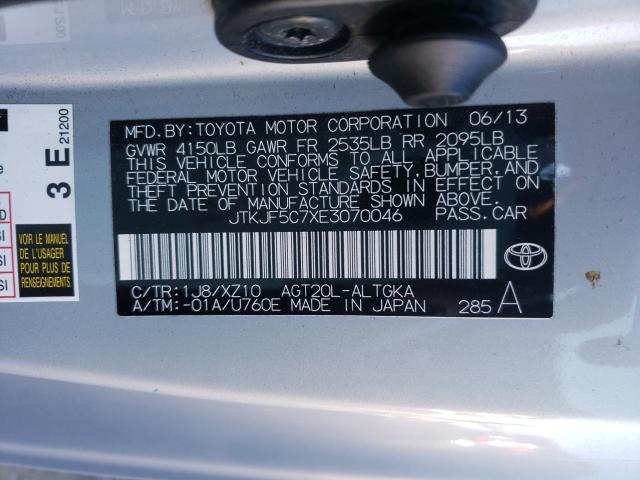 MFD.BY:TOYOTA MOTOR CORPORATION 06/13
GVWR 4150LB GAWR FR 2535LB RR 2095LB
THIS VEHICLE CONFORMS TO ALL APPLICABLE
FEDERAL MOTOR VEHICLE SAFETY,BUMPER,AND
THEFT PREVENTION STANDARDS IN EFFECT ON
THE DATE OF MANUFACTURE SHOWN ABOVE.
JTKJF5C7XE3070046 PASS.CAR
C/TR:1J8/XZ10 AGT20L-ALTGKA
A/TM:-01A/U760E MADE IN JAPAN 285 A
3 E 21200
VOIR LE MANUEL
DE L'USAGER
POUR PLUS DE
RENSEIGNEMENTS